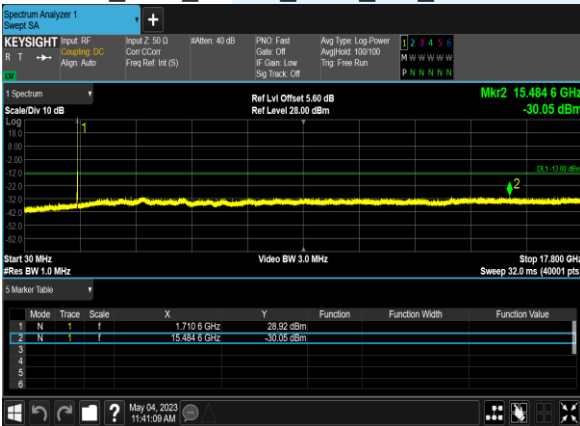 Spectrum Analyzer 1
Swept SA
KEYSIGHT Input: RF Input Z: 50 Ω #Atten: 40 dB PNO: Fast Avg Type: Log-Power 1 2 3 4 5 6
R T Coupling: DC Corr CCorr Gate: Off Avg|Hold: 100/100 M W W W W W
Align: Auto Freq Ref: Int (S) IF Gain: Low Trig: Free Run
Sig Track: Off P N N N N N
LV
1 Spectrum Ref Lvl Offset 5.60 dB Mkr2 15.484 6 GHz
Scale/Div 10 dB Ref Level 28.00 dBm -30.05 dBm
Log
1
18.0
8.00
-2.00
-12.0 DL1 -13.00 dBm
-22.0 2
-32.0
-42.0
-52.0
-62.0
Start 30 MHz Video BW 3.0 MHz Stop 17.800 GHz
#Res BW 1.0 MHz Sweep 32.0 ms (40001 pts
5 Marker Table
Mode Trace Scale X Y Function Function Width Function Value
1 N 1 f 1.710 6 GHz 28.92 dBm
2 N 1 f 15.484 6 GHz -30.05 dBm
3
4
5
6
? May 04, 2023
11:41:09 AM